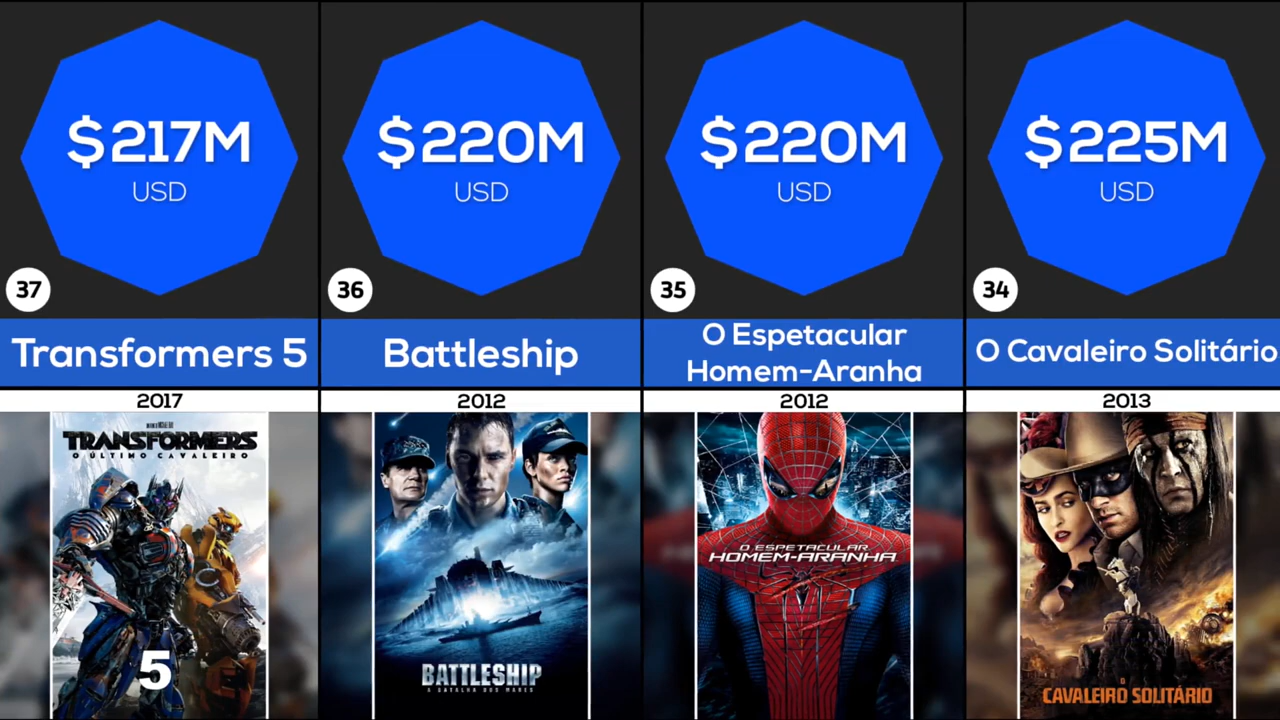 $217M
USD
37
Transformers 5
2017
TRANSFORMERS
O ÚLTIMO CAVALEIRO
5
$220M
USD
36
Battleship
2012
BATTLESHIP
A BATALHA DOS MARES
$220M
USD
35
O Espetacular
Homem-Aranha
2012
O ESPETACULAR
HOMEM-ARANHA
$225M
USD
34
O Cavaleiro Solitário
2013
O
CAVALEIRO SOLITÁRIO